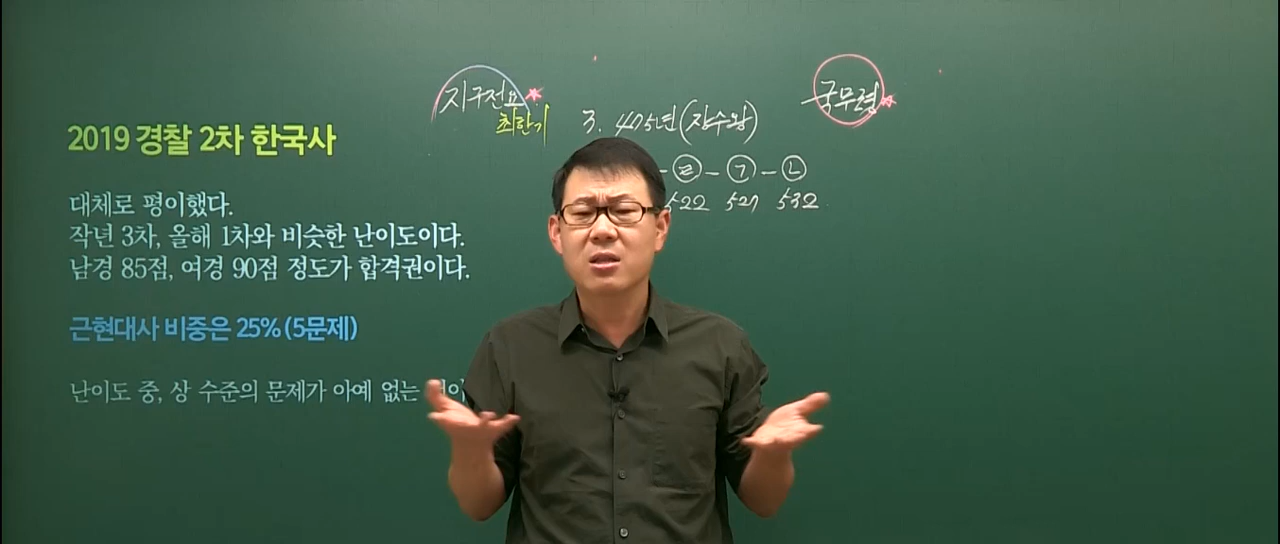 2019 경찰 2차 한국사
대체로 평이했다.
작년 3차, 올해 1차와 비슷한 난이도이다.
남경 85점, 여경 90점 정도가 합격권이다.
근현대사 비중은 25% (5문제)
난이도 중, 상 수준의 문제가 아예 없는
지구전요
최한기
3. 475년(장수왕)
- ㄹ - ㄱ - ㄴ
522 527 532
국무령